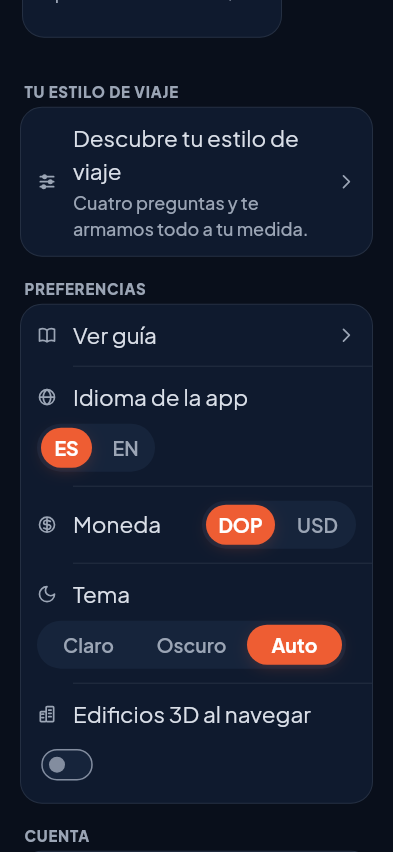 TU ESTILO DE VIAJE
Descubre tu estilo de
viaje
Cuatro preguntas y te
armamos todo a tu medida.
PREFERENCIAS
Ver guía
Idioma de la app
ES EN
Moneda DOP USD
Tema
Claro Oscuro Auto
Edificios 3D al navegar
CUENTA